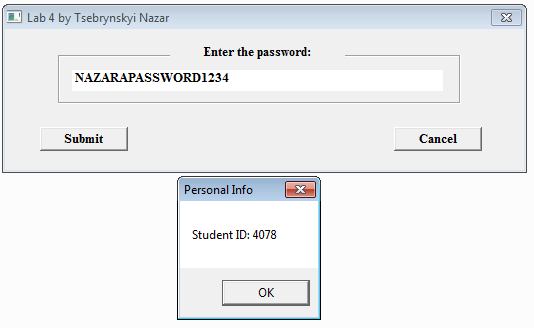 Lab 4 by Tsebrynskyi Nazar
Enter the password:
NAZARAPASSWORD1234
Submit
Cancel
Personal Info
Student ID: 4078
OK